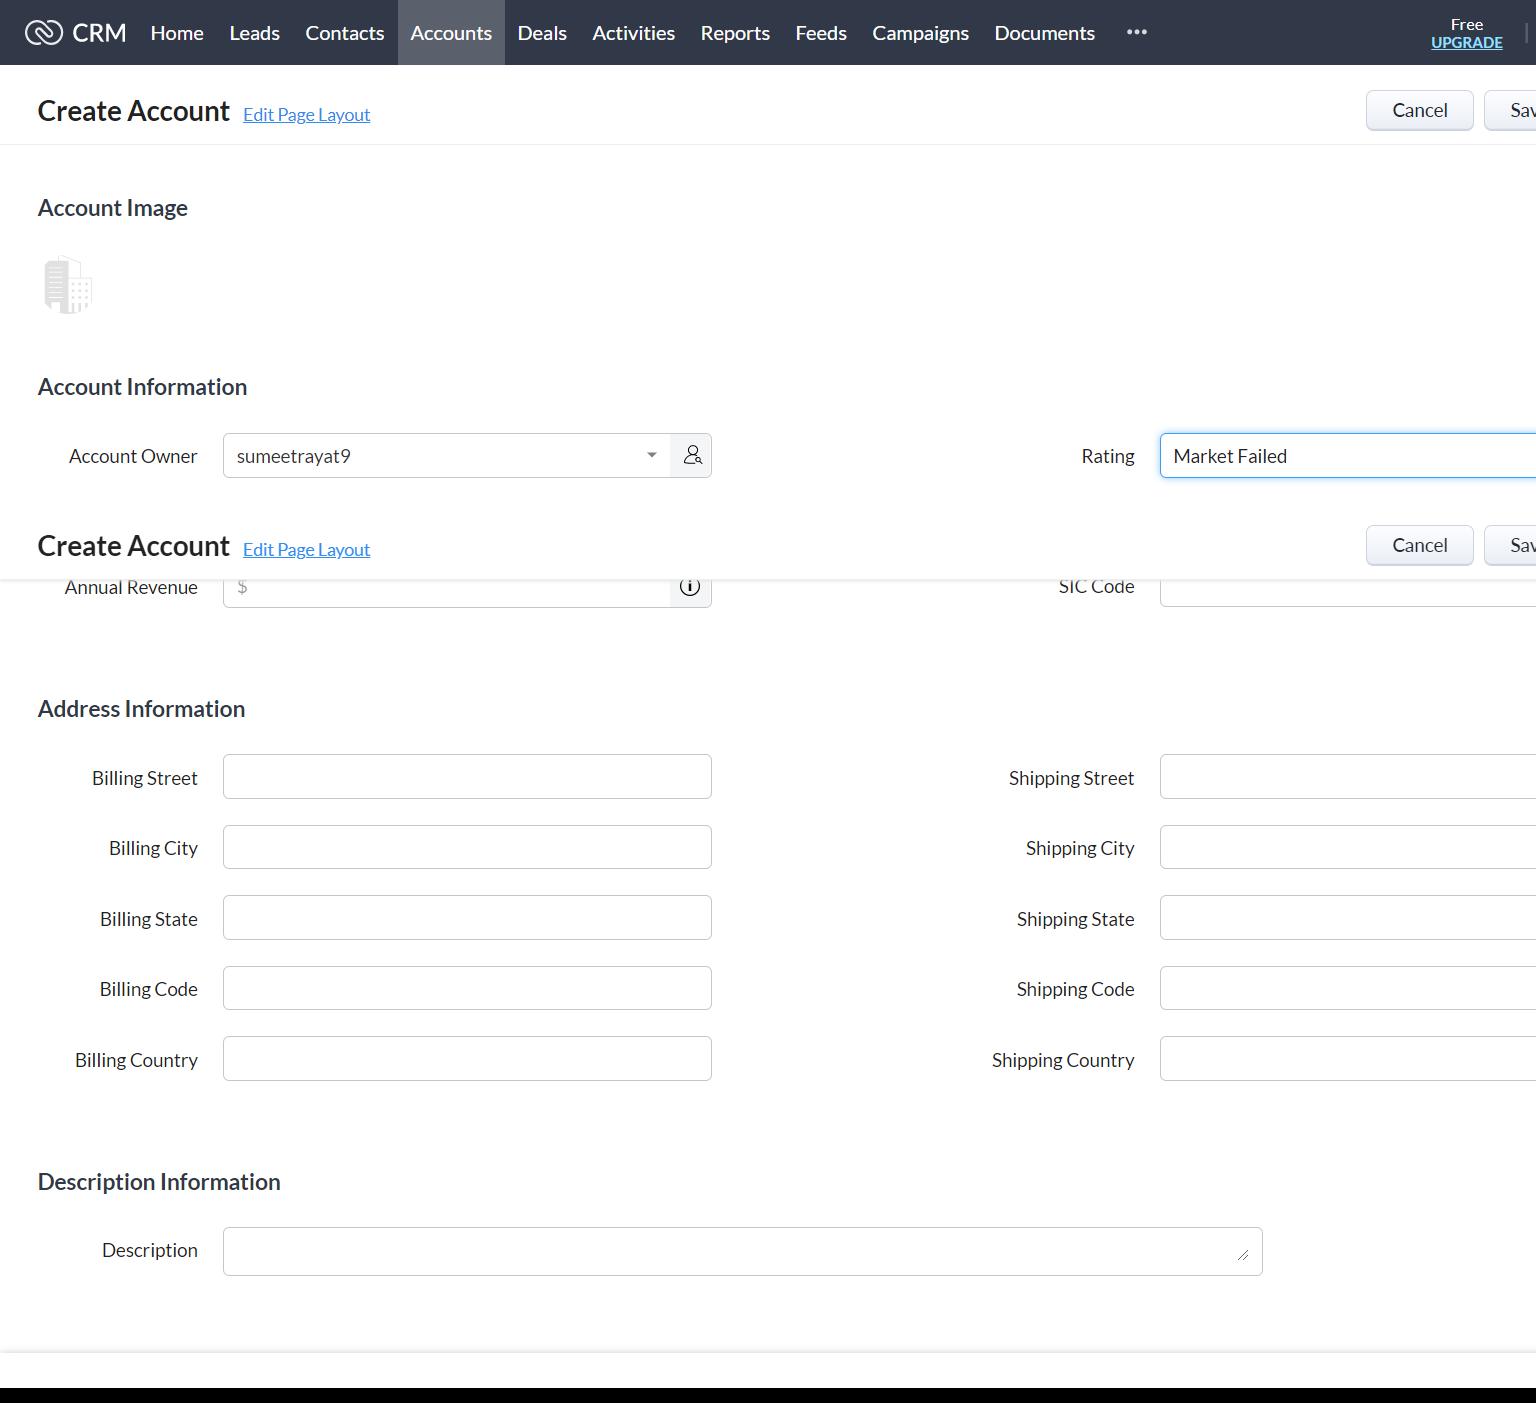 CRM Home Leads Contacts Accounts Deals Activities Reports Feeds Campaigns Documents ••• Free
UPGRADE
Create Account Edit Page Layout Cancel Sav
Account Image
Account Information
Account Owner sumeetrayat9 Rating Market Failed
Create Account Edit Page Layout Cancel Sav
Annual Revenue $ SIC Code
Address Information
Billing Street Shipping Street
Billing City Shipping City
Billing State Shipping State
Billing Code Shipping Code
Billing Country Shipping Country
Description Information
Description